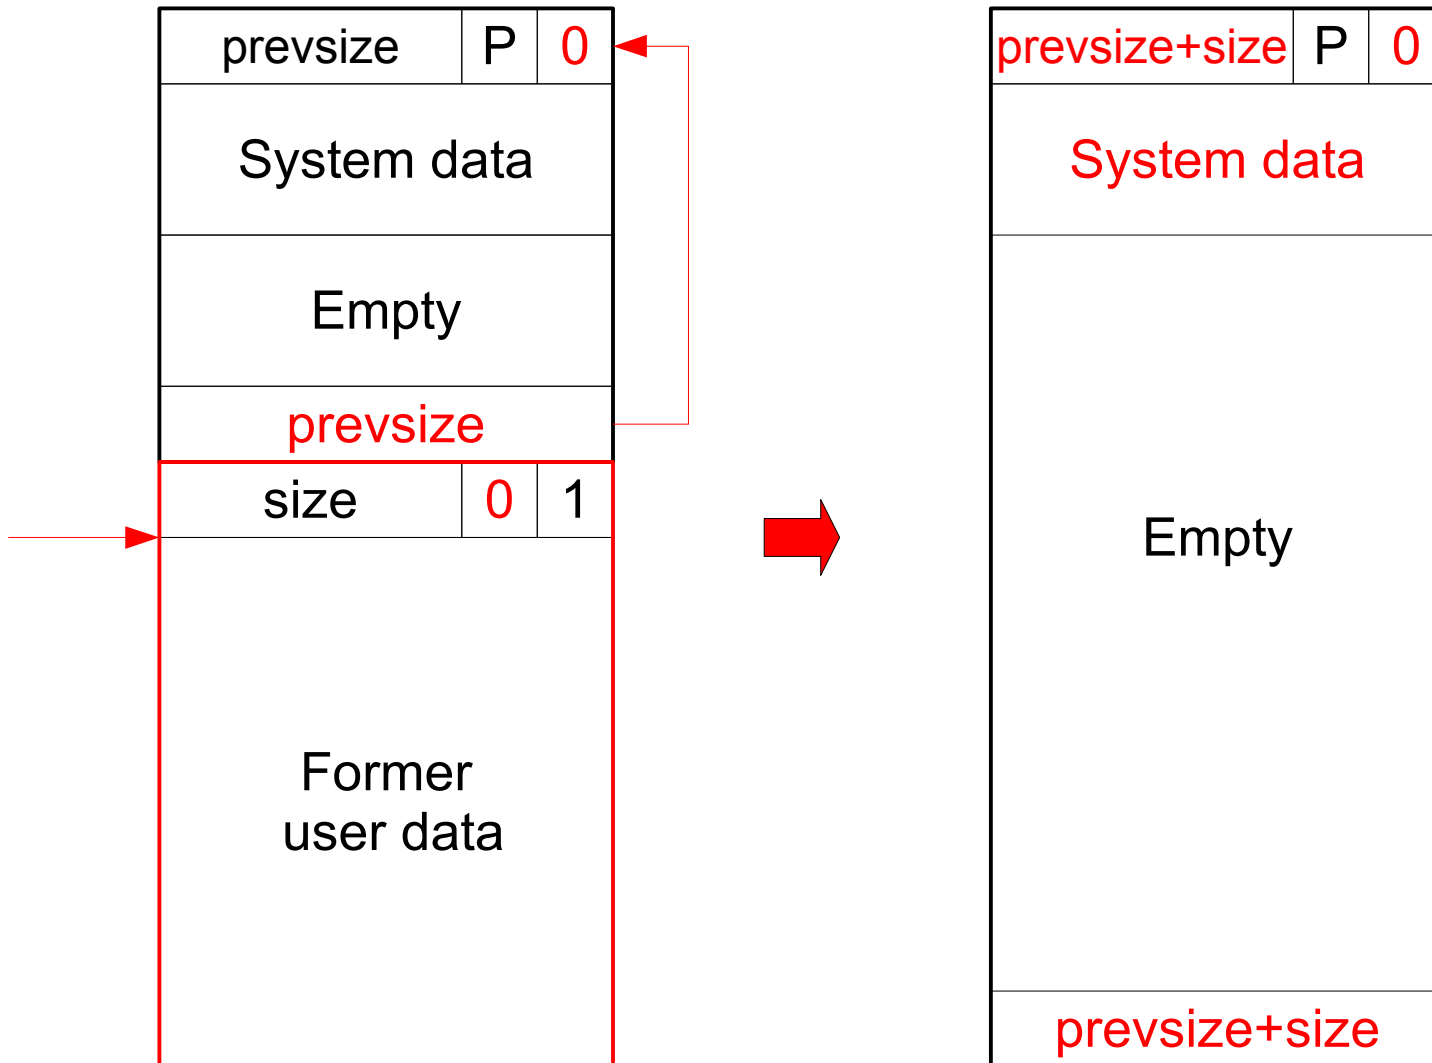 prevsize P 0
System data
Empty
prevsize
size 0 1
Former
user data
prevsize+size P 0
System data
Empty
prevsize+size